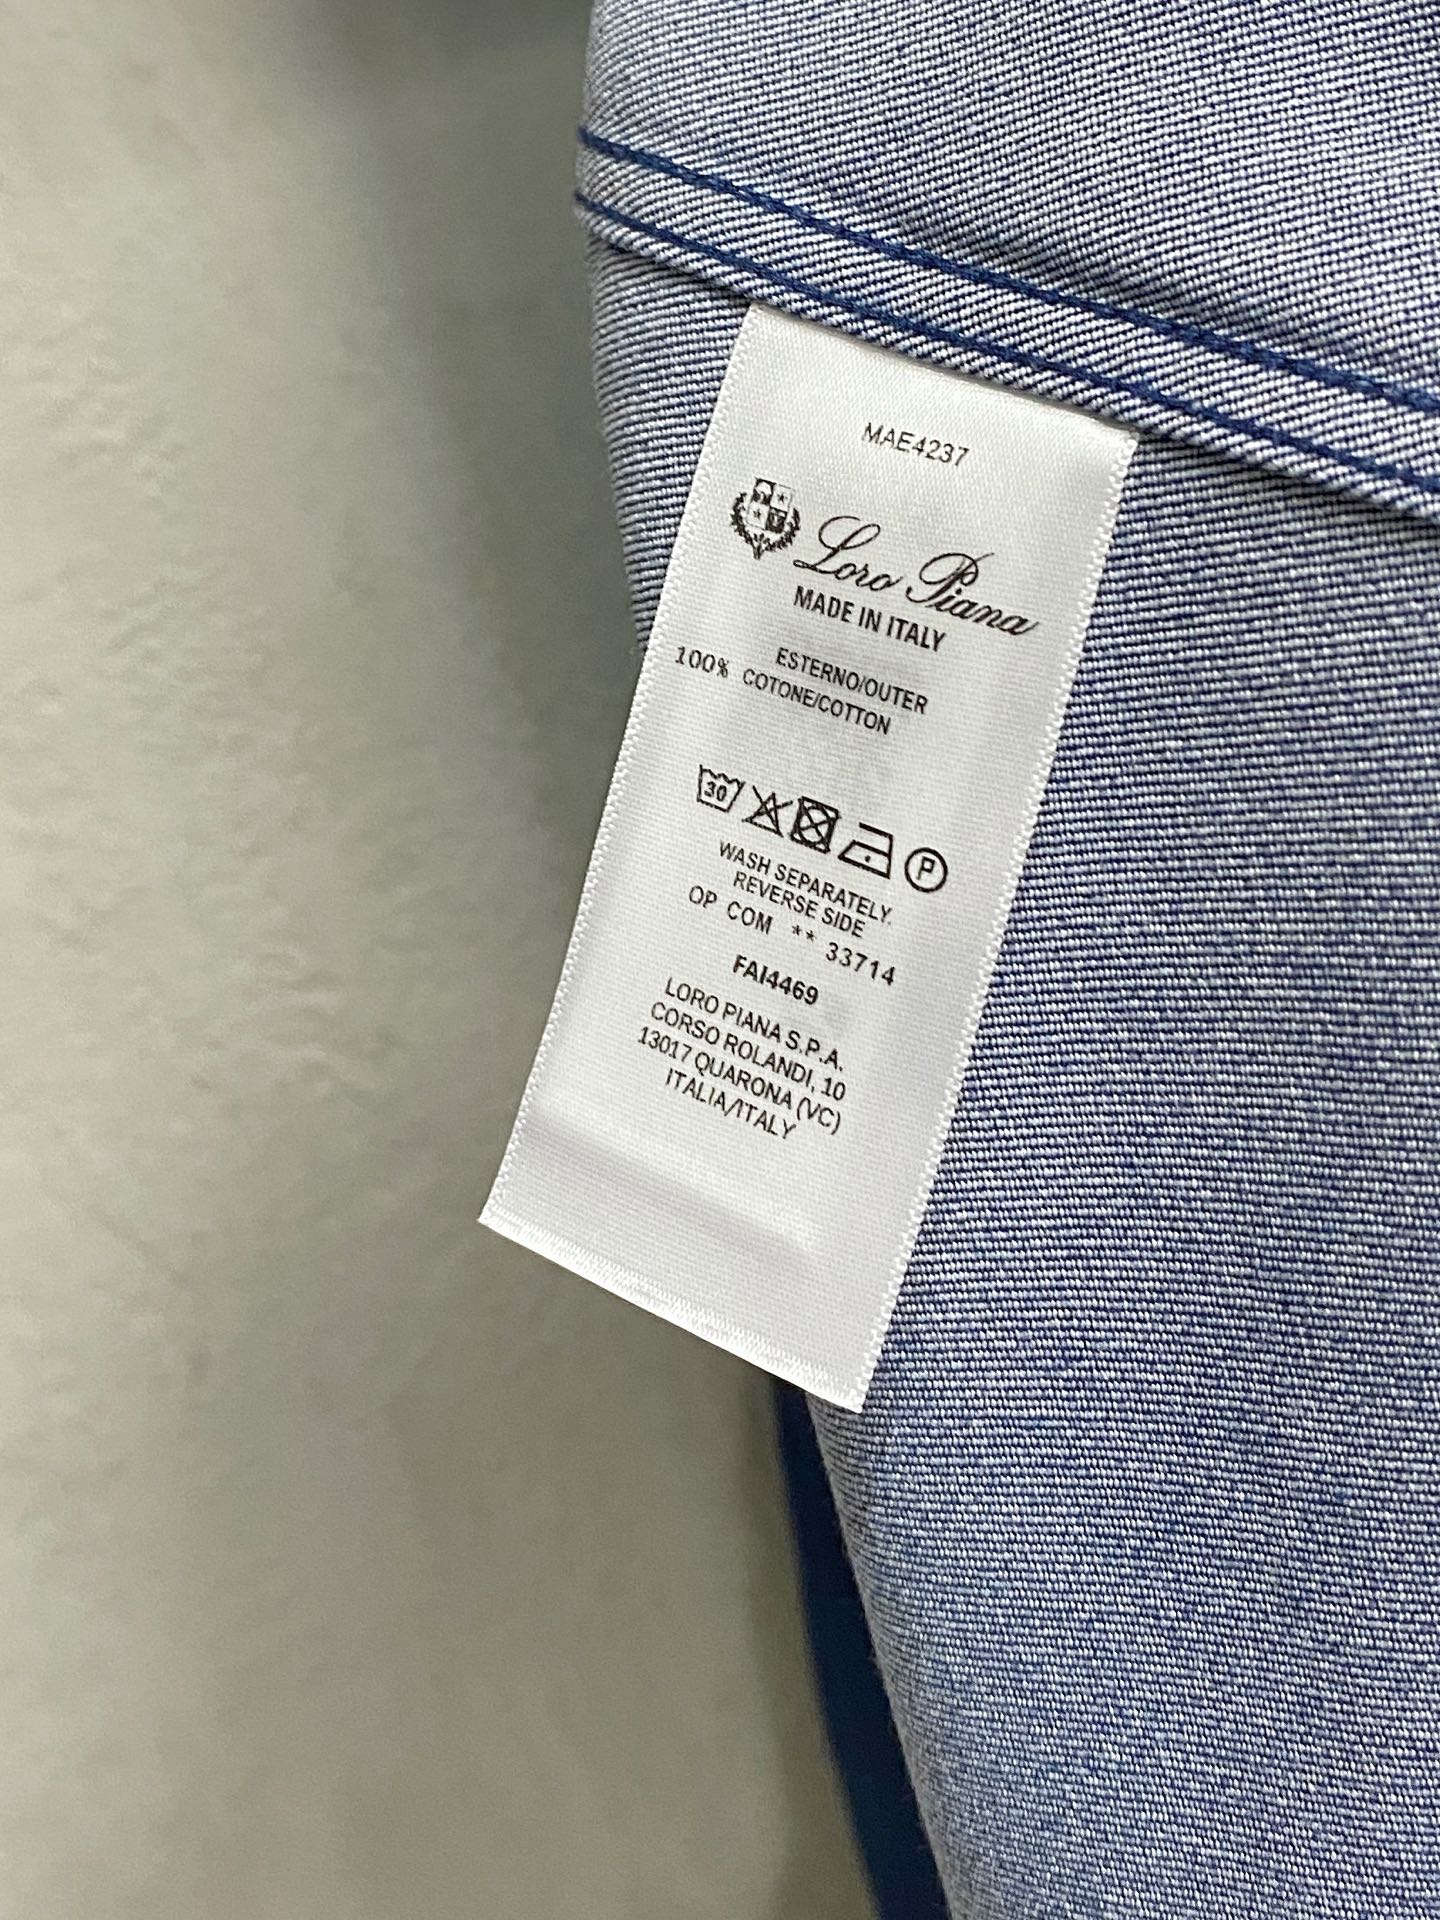 MAE4237
Loro Piana
MADE IN ITALY
ESTERNO/OUTER
100% COTONE/COTTON
30
P
WASH SEPARATELY.
REVERSE SIDE
OP COM ** 33714
FAI4469
LORO PIANA S.P.A.
CORSO ROLANDI, 10
13017 QUARONA (VC)
ITALIA/ITALY